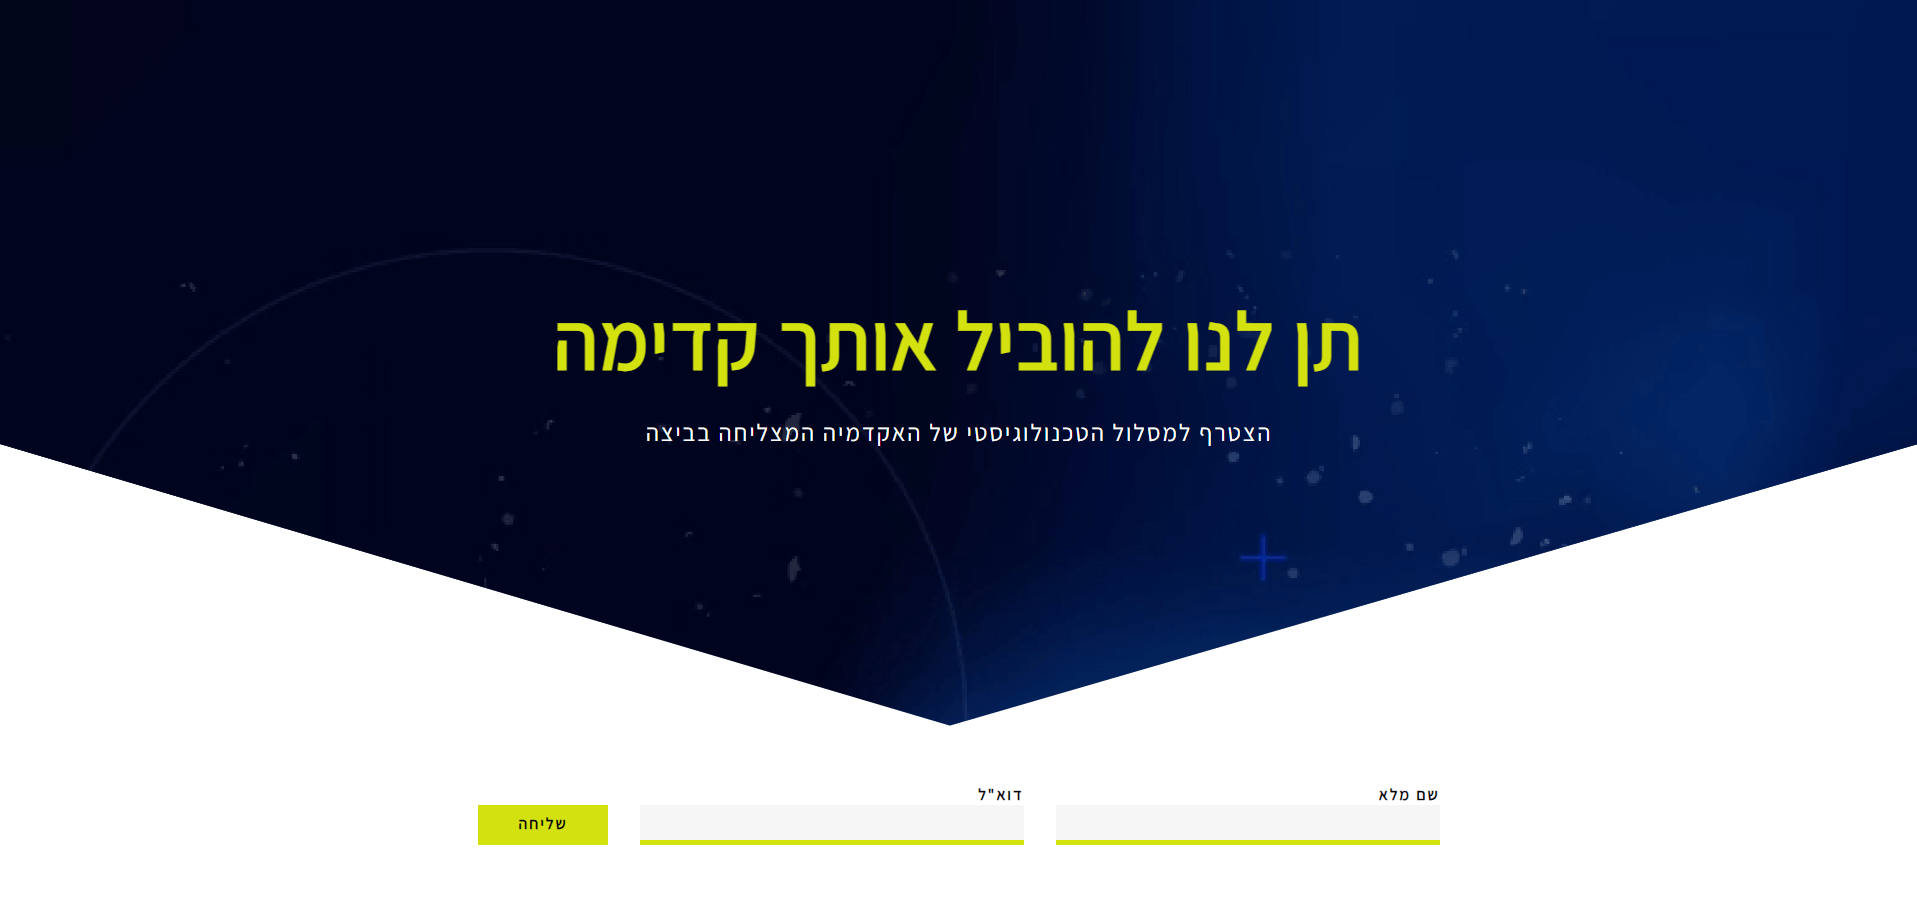 תן לנו להוביל אותך קדימה
הצטרף למסלול הטכנולוגיסטי של האקדמיה המצליחה בביצה
שם מלא
דוא"ל
שליחה